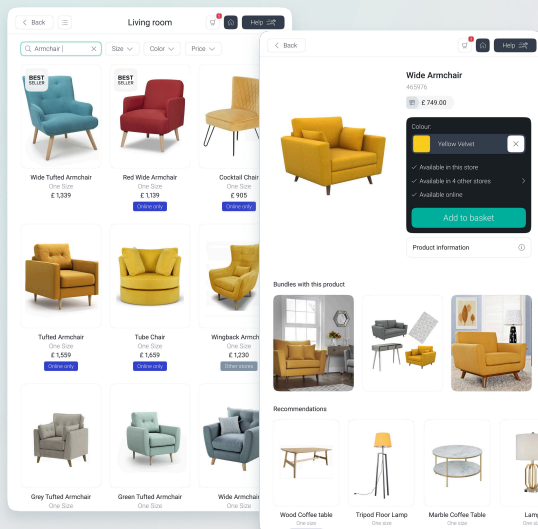 Back
Living room
1
Help
Armchair
Size
Color
Price
BEST
SELLER
BEST
SELLER
Wide Tufted Armchair
One Size
£ 1,339
Red Wide Armchair
One Size
£ 1,139
Online only
Cocktail Chair
One Size
£ 905
Online only
Tufted Armchair
One Size
£ 1,559
Online only
Tube Chair
One Size
£ 1,659
Online only
Wingback Armch
One Size
£ 1,230
Other stores
Grey Tufted Armchair
One Size
Green Tufted Armchair
One Size
Wide Armchai
One Size
Back
Help
Wide Armchair
465976
£ 749.00
Colour:
Yellow Velvet
Available in this store
Available in 4 other stores
Available online
Add to basket
Product information
Bundles with this product
Recommendations
Wood Coffee table
One size
Tripod Floor Lamp
One size
Marble Coffee Table
One size
Lamp
One si